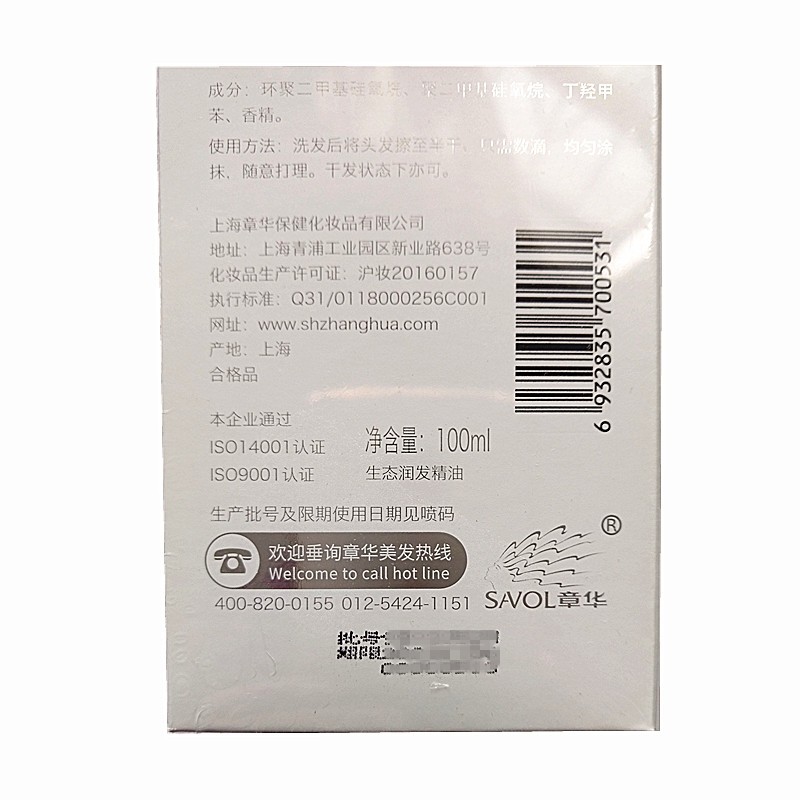 成分：环聚二甲基硅氧烷、聚二甲基硅氧烷、丁羟甲
苯、香精。
使用方法：洗发后将头发擦至半干，只需数滴，均匀涂
抹，随意打理。干发状态下亦可。
上海章华保健化妆品有限公司
地址：上海青浦工业园区新业路638号
化妆品生产许可证：沪妆20160157
执行标准：Q31/0118000256C001
网址：www.shzhanghua.com
产地：上海
合格品
6 932835 700531
本企业通过
ISO14001认证
ISO9001认证
净含量：100ml
生态润发精油
生产批号及限期使用日期见喷码
欢迎垂询章华美发热线
Welcome to call hot line
400-820-0155 012-5424-1151
®
SAVOL章华
批号